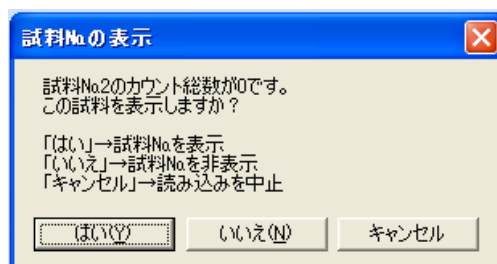 試料№の表示
試料№2のカウント総数が0です。
この試料を表示しますか？
「はい」→試料№を表示
「いいえ」→試料№を非表示
「キャンセル」→読み込みを中止
はい(Y)
いいえ(N)
キャンセル